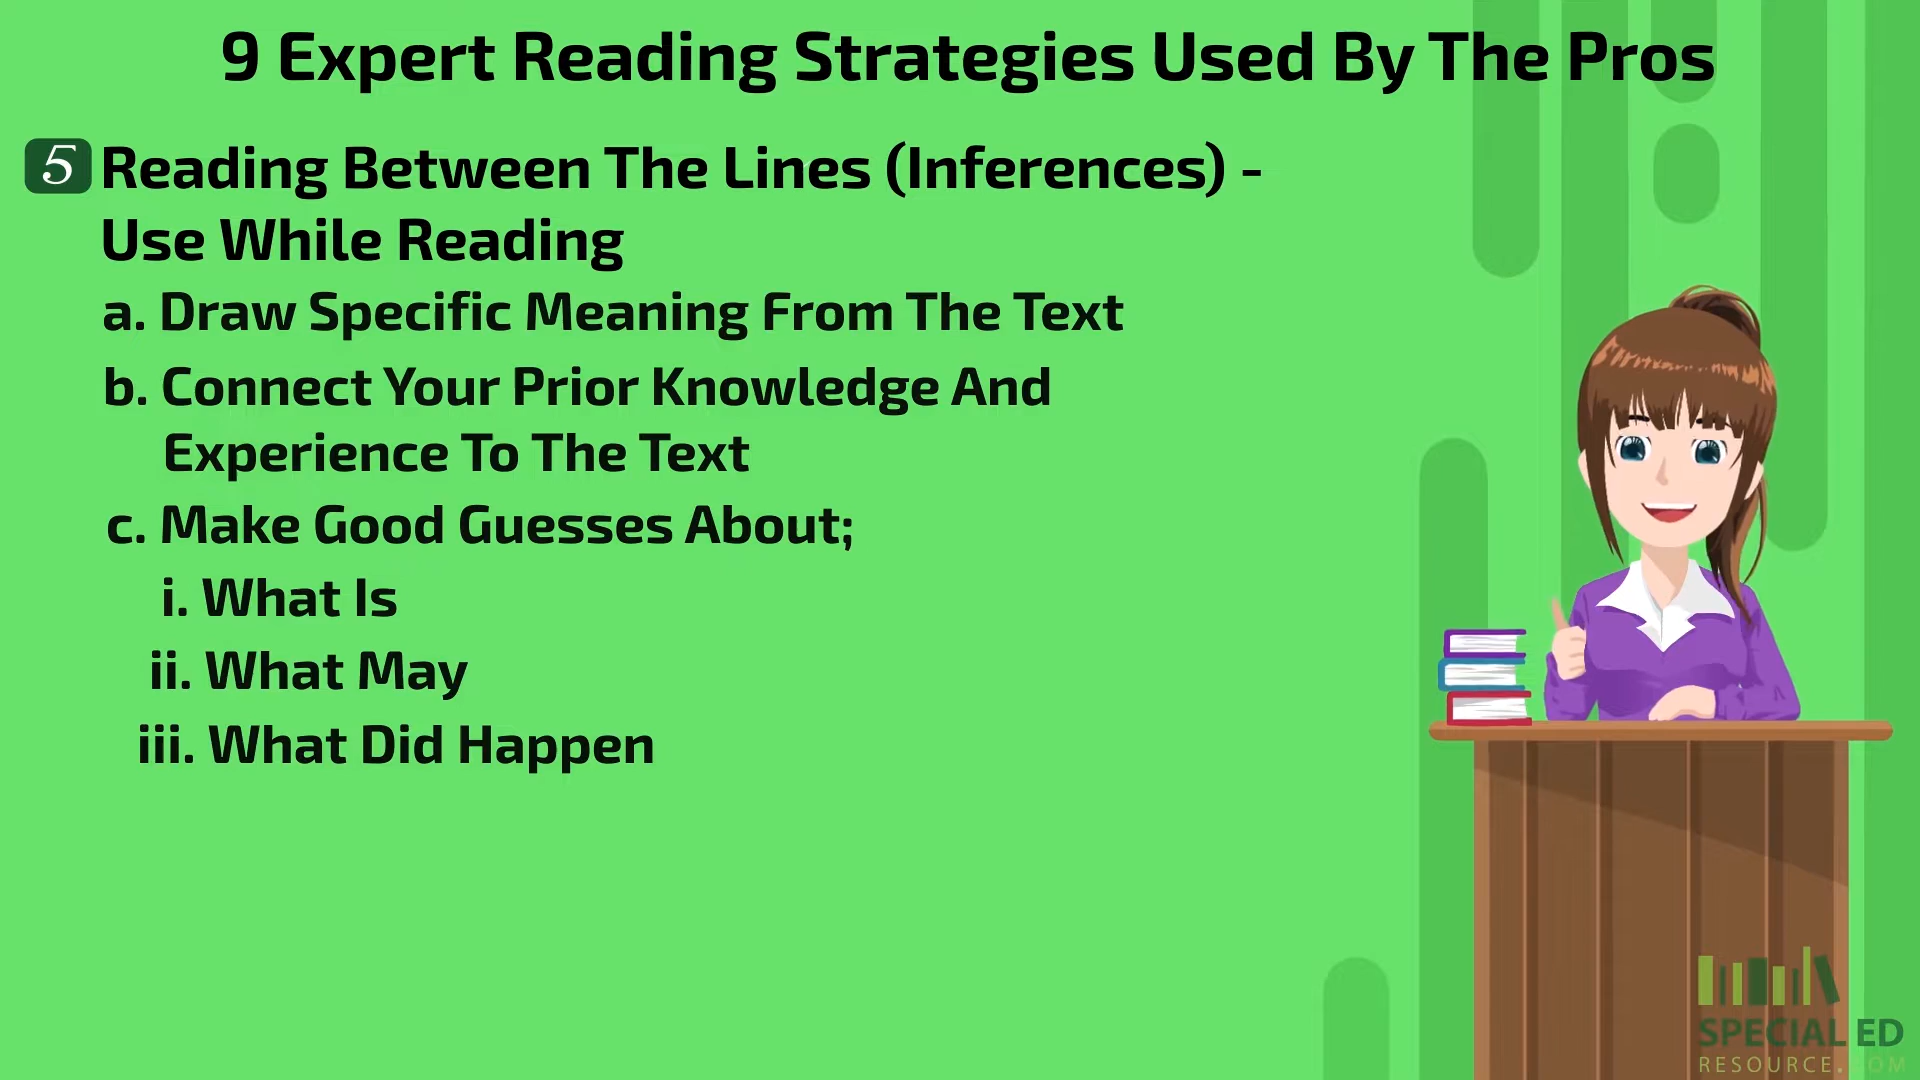 9 Expert Reading Strategies Used By The Pros
5 Reading Between The Lines (Inferences) -
Use While Reading
a. Draw Specific Meaning From The Text
b. Connect Your Prior Knowledge And
Experience To The Text
c. Make Good Guesses About;
i. What Is
ii. What May
iii. What Did Happen
SPECIAL ED
RESOURCE.COM